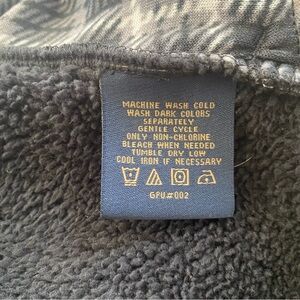 MACHINE WASH COLD
WASH DARK COLORS
SEPARATELY
GENTLE CYCLE
ONLY NON-CHLORINE
BLEACH WHEN NEEDED
TUMBLE DRY LOW
COOL IRON IF NECESSARY
GPU#002